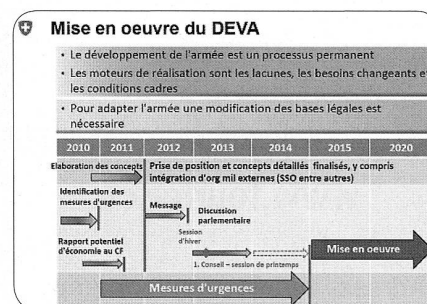 Mise en oeuvre du DEVA
• Le développement de l'armée est un processus permanent
• Les moteurs de réalisation sont les lacunes, les besoins changeants et
les conditions cadres
• Pour adapter l'armée une modification des bases légales est
nécessaire
2010 2011 2012 2013 2014 2015 2020
Elaboration des concepts
Prise de position et concepts détaillés finalisés, y compris
intégration d'org mil externes (SSO entre autres)
Identification des
mesures d'urgences
Message
Discussion
parlementaire
Session
d'hiver
Rapport potentiel
d'économie au CF
1. Conseil – session de printemps
Mise en oeuvre
Mesures d'urgences